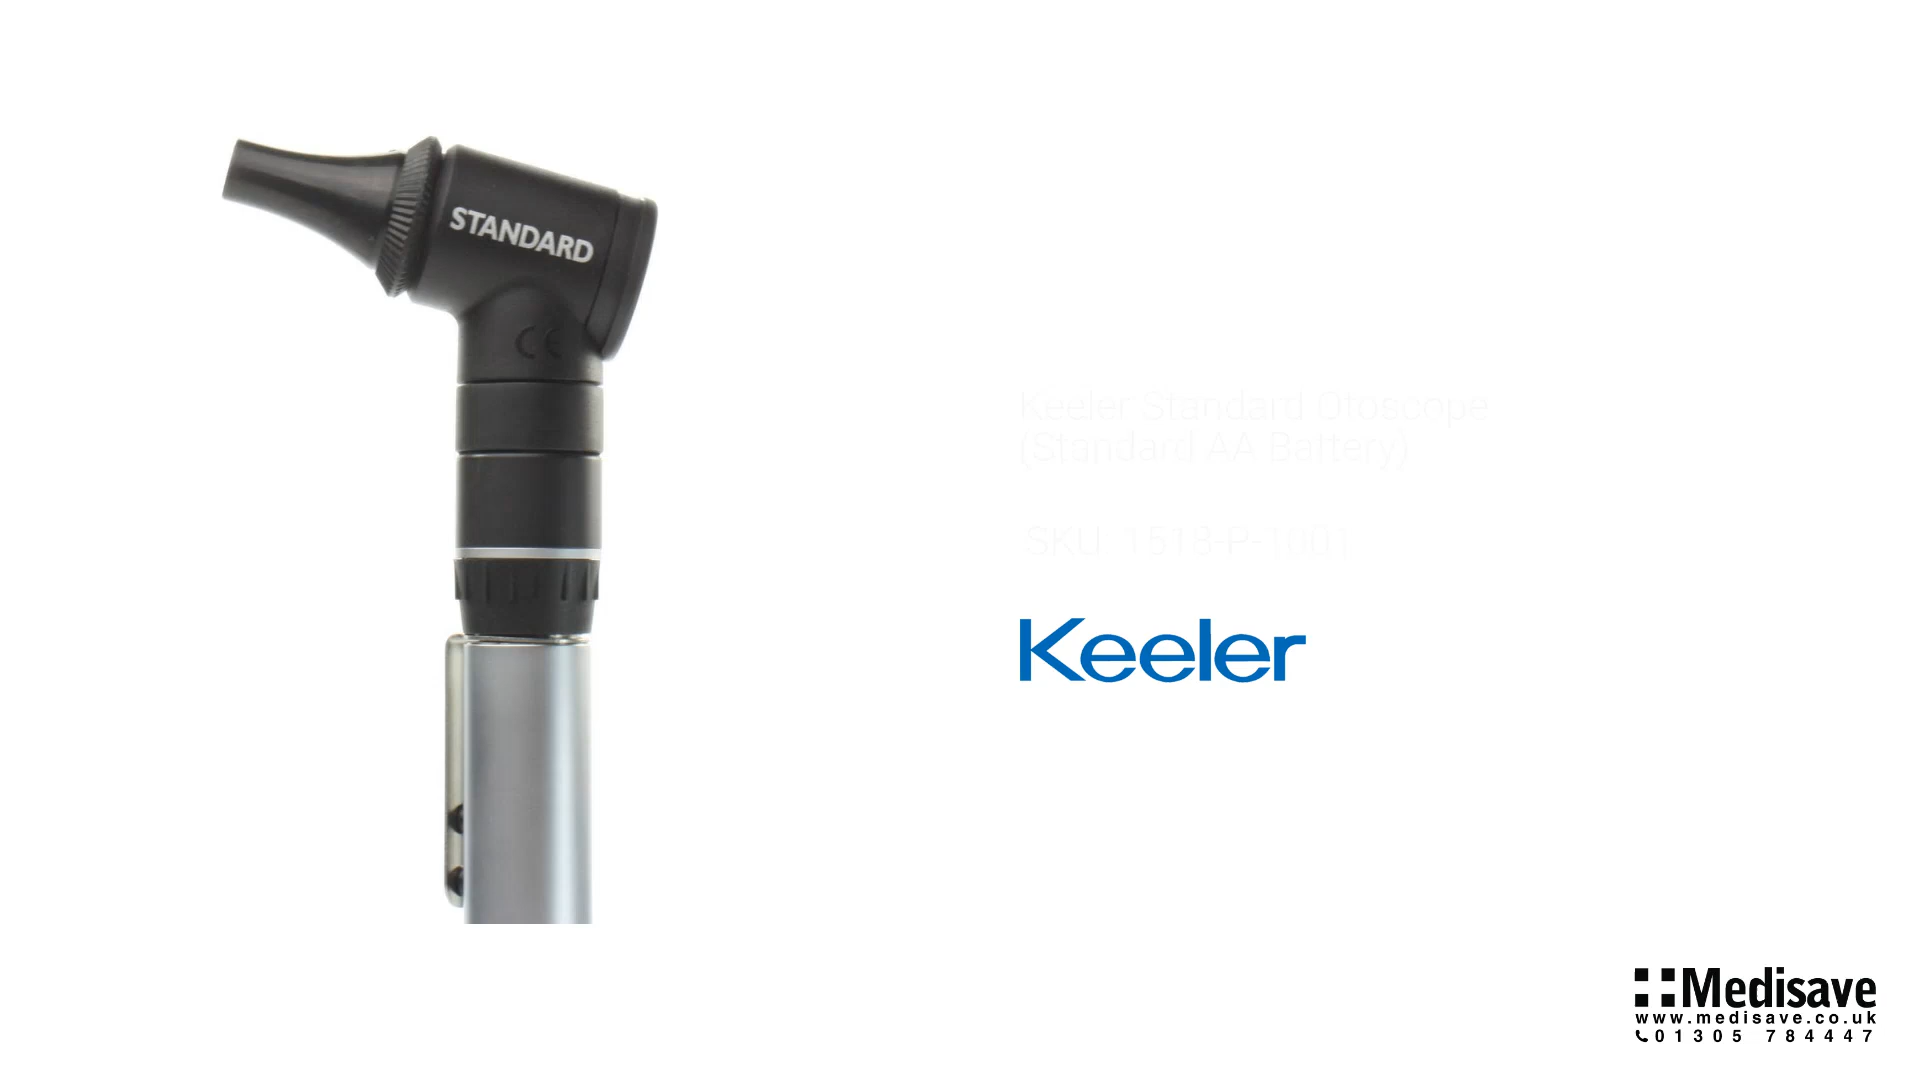 STANDARD
CE
Keeler Standard Otoscope
(Standard AA Battery)
SKU 1518-P-1001
Keeler
Medisave
www.medisave.co.uk
01305 784447